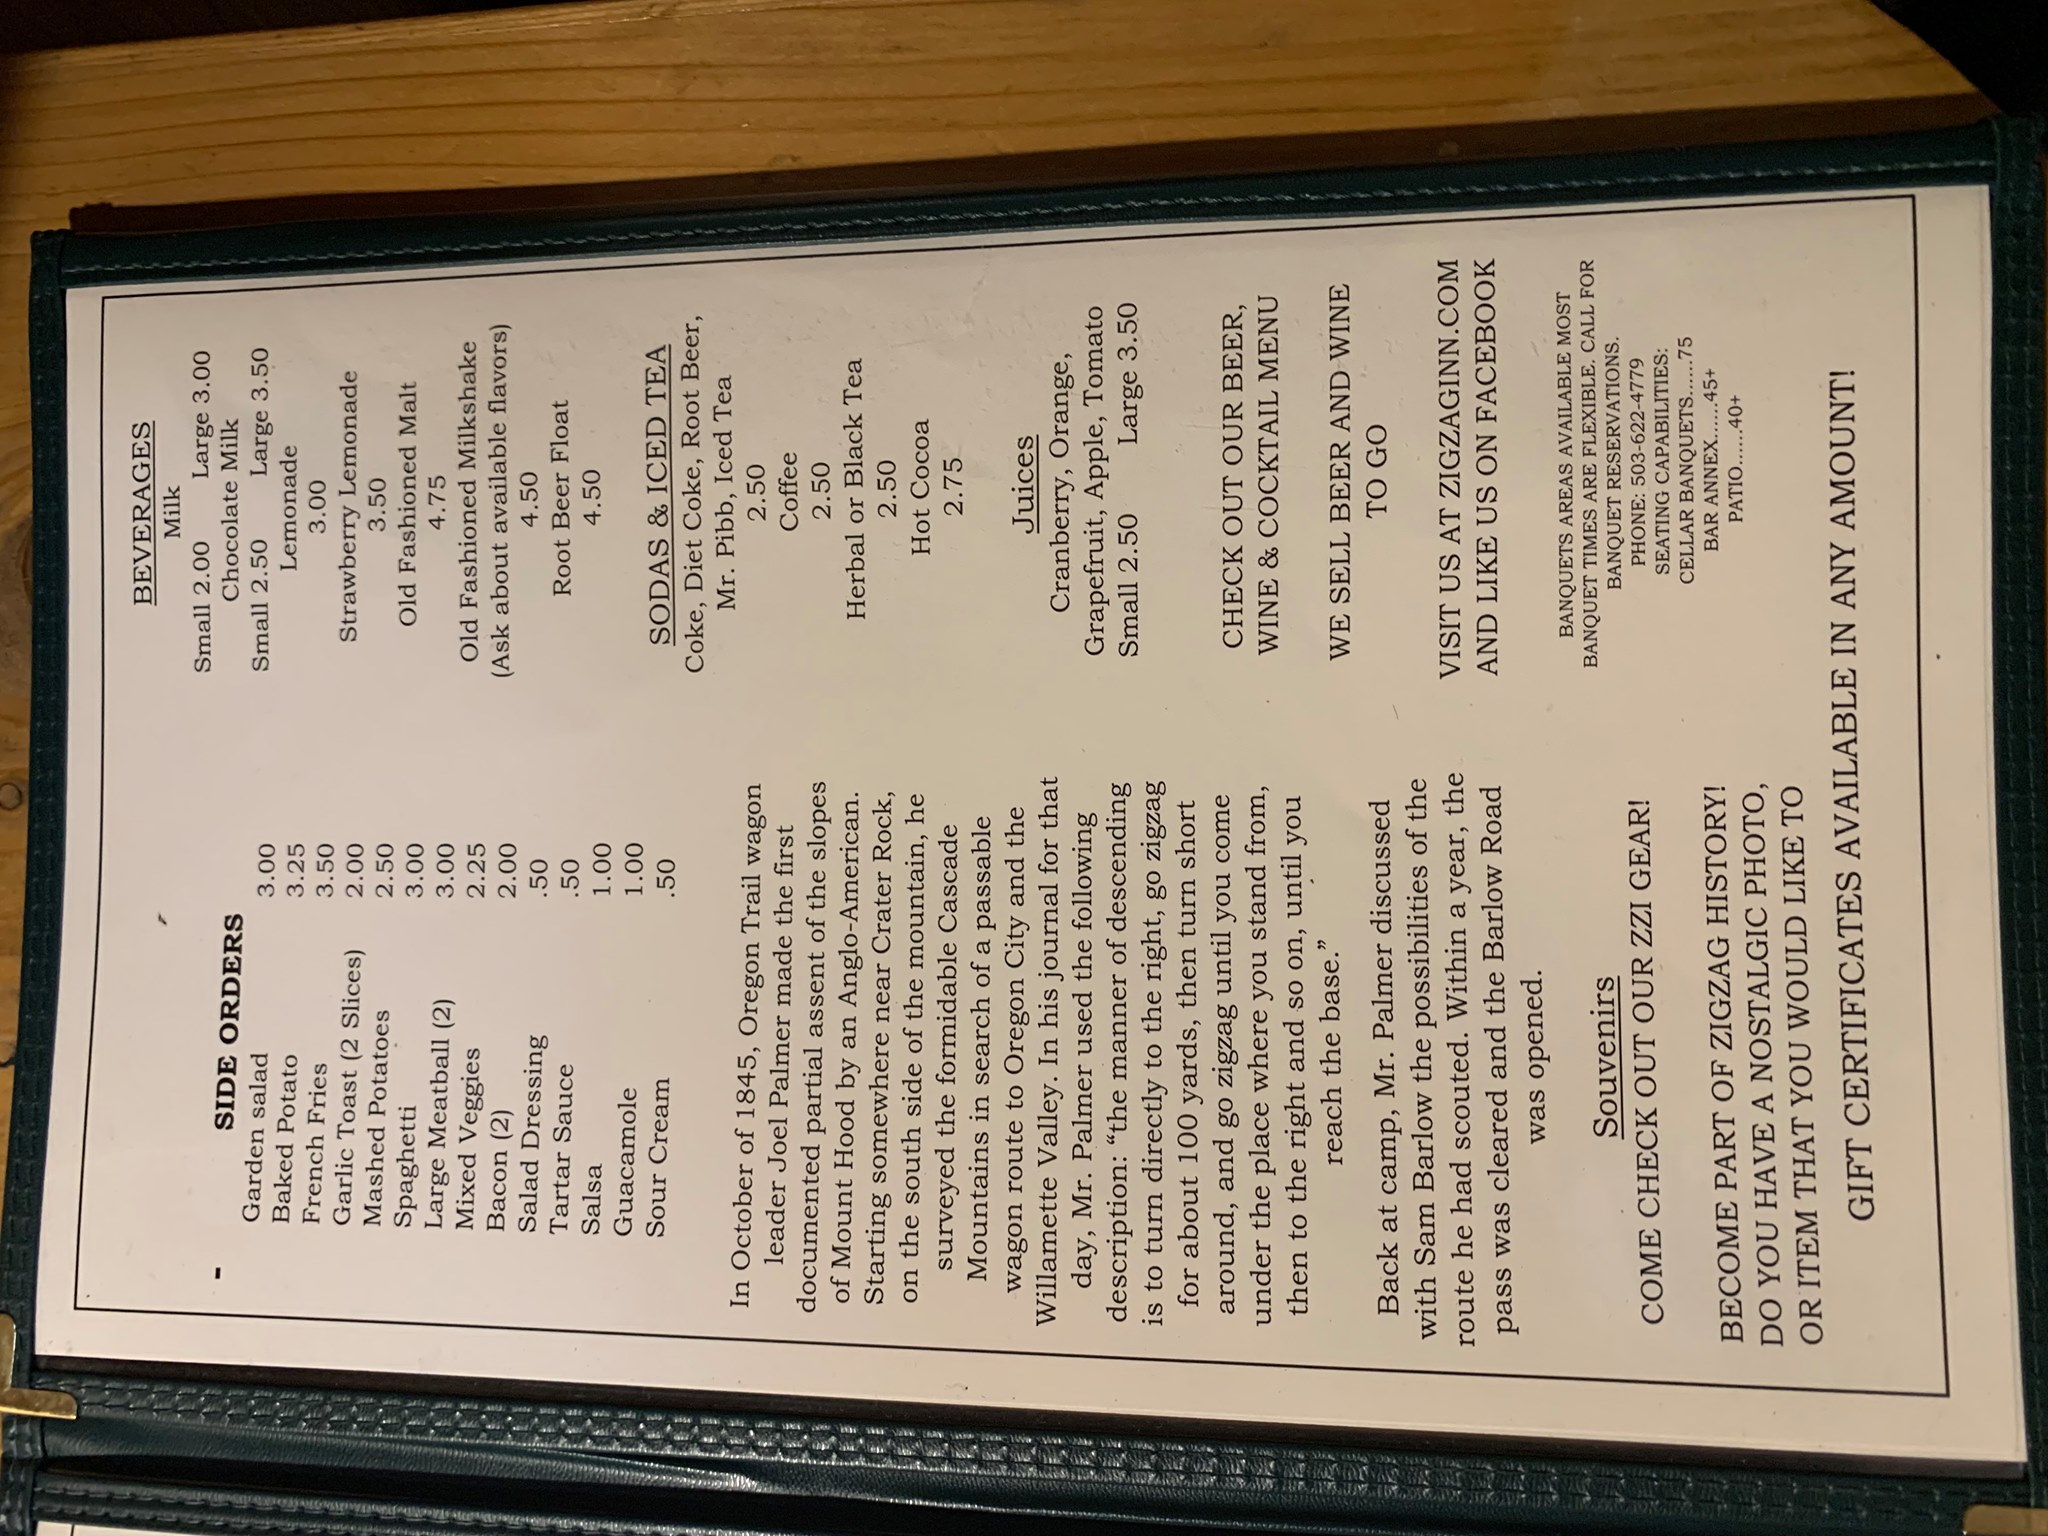 SIDE ORDERS
Garden salad 3.00
Baked Potato 3.25
French Fries 3.50
Garlic Toast (2 Slices) 2.00
Mashed Potatoes 2.50
Spaghetti 3.00
Large Meatball (2) 3.00
Mixed Veggies 2.25
Bacon (2) 2.00
Salad Dressing .50
Tartar Sauce .50
Salsa 1.00
Guacamole 1.00
Sour Cream .50
In October of 1845, Oregon Trail wagon
leader Joel Palmer made the first
documented partial assent of the slopes
of Mount Hood by an Anglo-American.
Starting somewhere near Crater Rock,
on the south side of the mountain, he
surveyed the formidable Cascade
Mountains in search of a passable
wagon route to Oregon City and the
Willamette Valley. In his journal for that
day, Mr. Palmer used the following
description: “the manner of descending
is to turn directly to the right, go zigzag
for about 100 yards, then turn short
around, and go zigzag until you come
under the place where you stand from,
then to the right and so on, until you
reach the base.”
Back at camp, Mr. Palmer discussed
with Sam Barlow the possibilities of the
route he had scouted. Within a year, the
pass was cleared and the Barlow Road
was opened.
Souvenirs
COME CHECK OUT OUR ZZI GEAR!
BECOME PART OF ZIGZAG HISTORY!
DO YOU HAVE A NOSTALGIC PHOTO,
OR ITEM THAT YOU WOULD LIKE TO
BEVERAGES
Milk
Small 2.00 Large 3.00
Chocolate Milk
Small 2.50 Large 3.50
Lemonade
3.00
Strawberry Lemonade
3.50
Old Fashioned Malt
4.75
Old Fashioned Milkshake
(Ask about available flavors)
4.50
Root Beer Float
4.50
SODAS & ICED TEA
Coke, Diet Coke, Root Beer,
Mr. Pibb, Iced Tea
2.50
Coffee
2.50
Herbal or Black Tea
2.50
Hot Cocoa
2.75
Juices
Cranberry, Orange,
Grapefruit, Apple, Tomato
Small 2.50 Large 3.50
CHECK OUT OUR BEER,
WINE & COCKTAIL MENU
WE SELL BEER AND WINE
TO GO
VISIT US AT ZIGZAGINN.COM
AND LIKE US ON FACEBOOK
BANQUETS AREAS AVAILABLE MOST
BANQUET TIMES ARE FLEXIBLE. CALL FOR
BANQUET RESERVATIONS.
PHONE: 503-622-4779
SEATING CAPABILITIES:
CELLAR BANQUETS......75
BAR ANNEX......45+
PATIO......40+
GIFT CERTIFICATES AVAILABLE IN ANY AMOUNT!